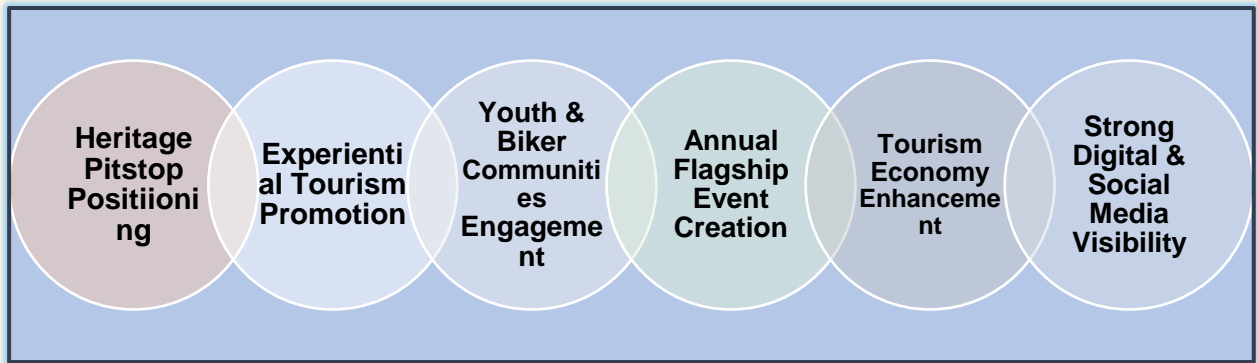 Heritage
Pitstop
Positiioni
ng
Experienti
al Tourism
Promotion
Youth &
Biker
Communiti
es
Engageme
nt
Annual
Flagship
Event
Creation
Tourism
Economy
Enhanceme
nt
Strong
Digital &
Social
Media
Visibility